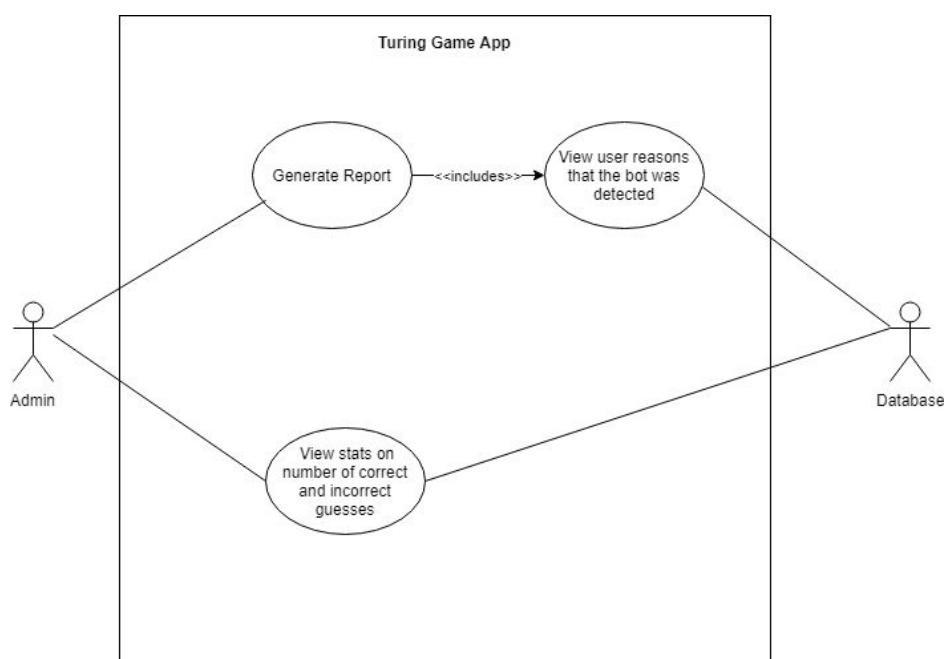 Turing Game App
Generate Report
<<includes>>
View user reasons
that the bot was
detected
Admin
Database
View stats on
number of correct
and incorrect
guesses